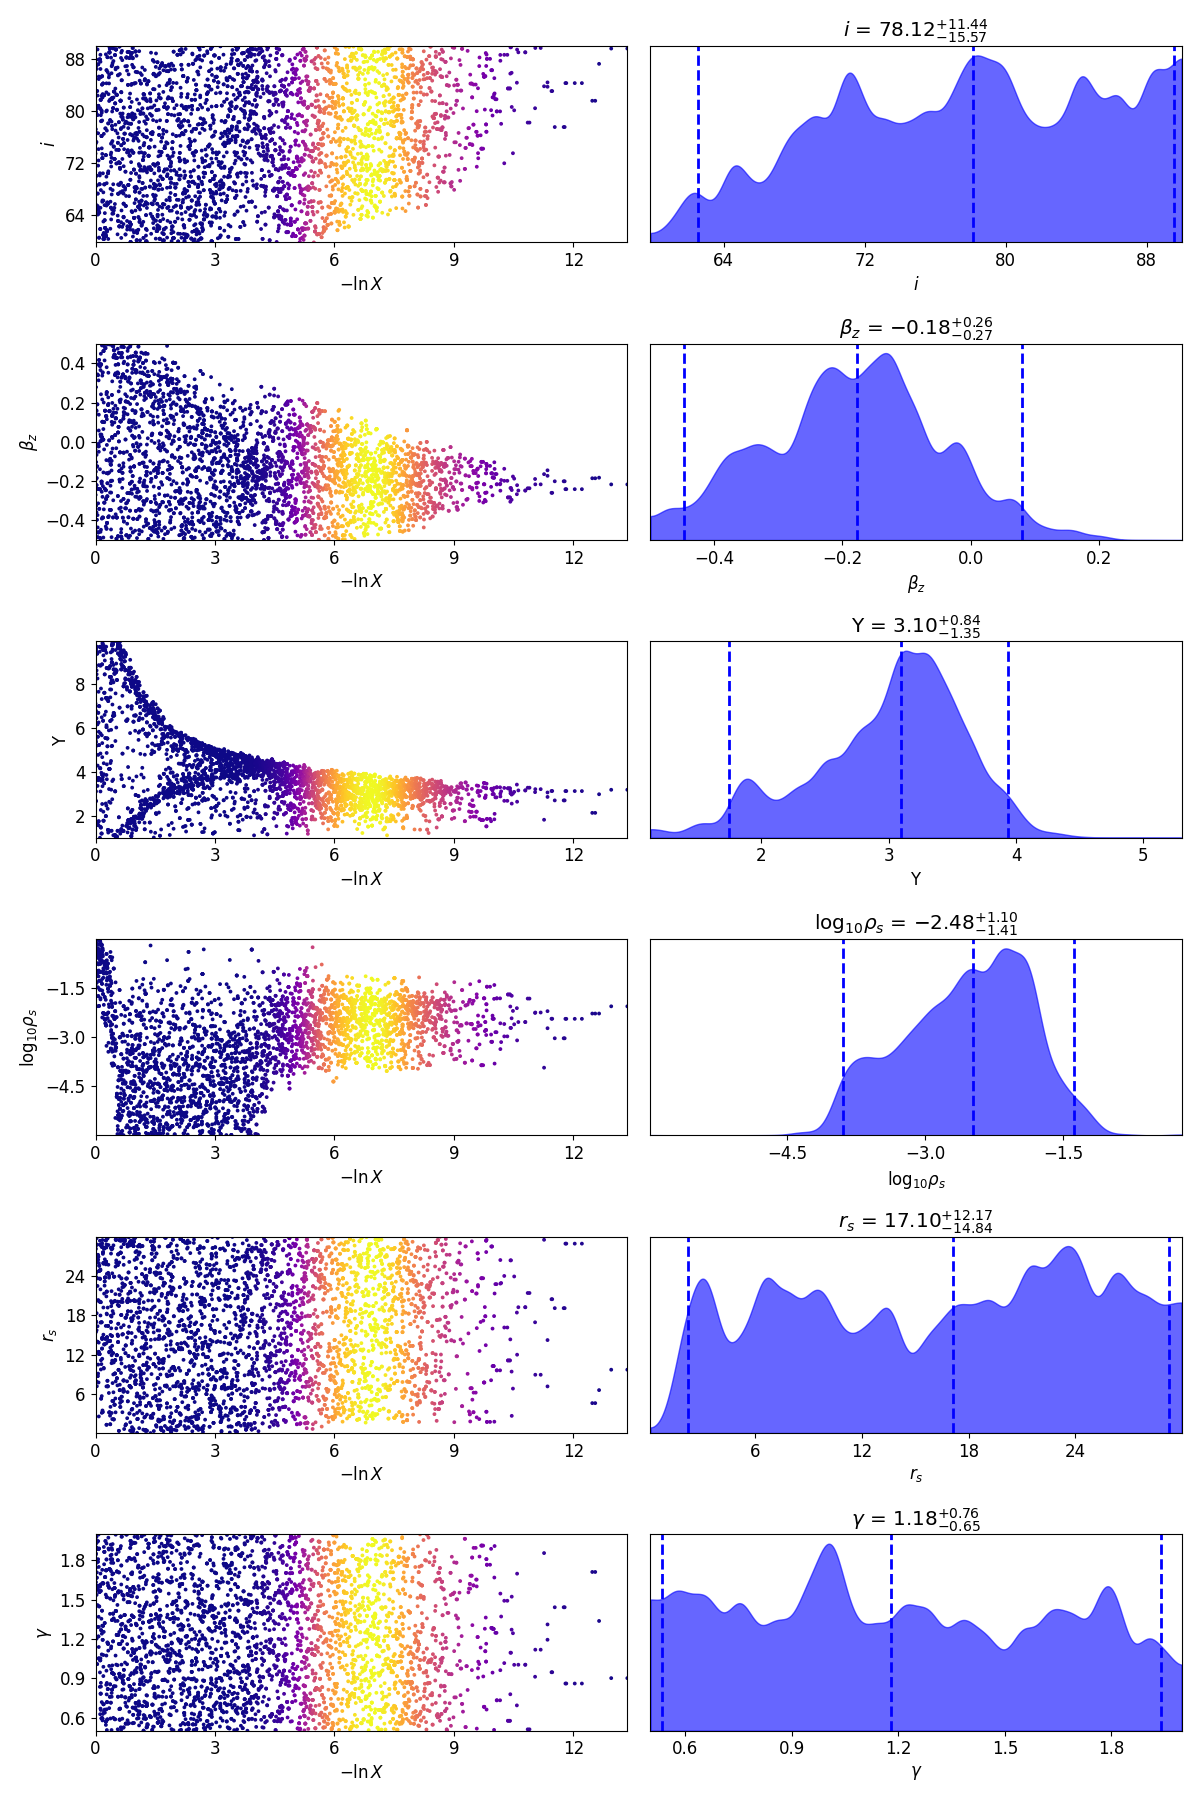 i = 78.12+11.44−15.57
88
80
72
64
i
0 3 6 9 12
−ln X
64 72 80 88
i
βz = −0.18+0.26−0.27
0.4
0.2
0.0
−0.2
−0.4
βz
0 3 6 9 12
−ln X
−0.4 −0.2 0.0 0.2
βz
Y = 3.10+0.84−1.35
8
6
4
2
Y
0 3 6 9 12
−ln X
2 3 4 5
Y
log10ρs = −2.48+1.10−1.41
−1.5
−3.0
−4.5
log10ρs
0 3 6 9 12
−ln X
−4.5 −3.0 −1.5
log10ρs
rs = 17.10+12.17−14.84
24
18
12
6
rs
0 3 6 9 12
−ln X
6 12 18 24
rs
γ = 1.18+0.76−0.65
1.8
1.5
1.2
0.9
0.6
γ
0 3 6 9 12
−ln X
0.6 0.9 1.2 1.5 1.8
γ